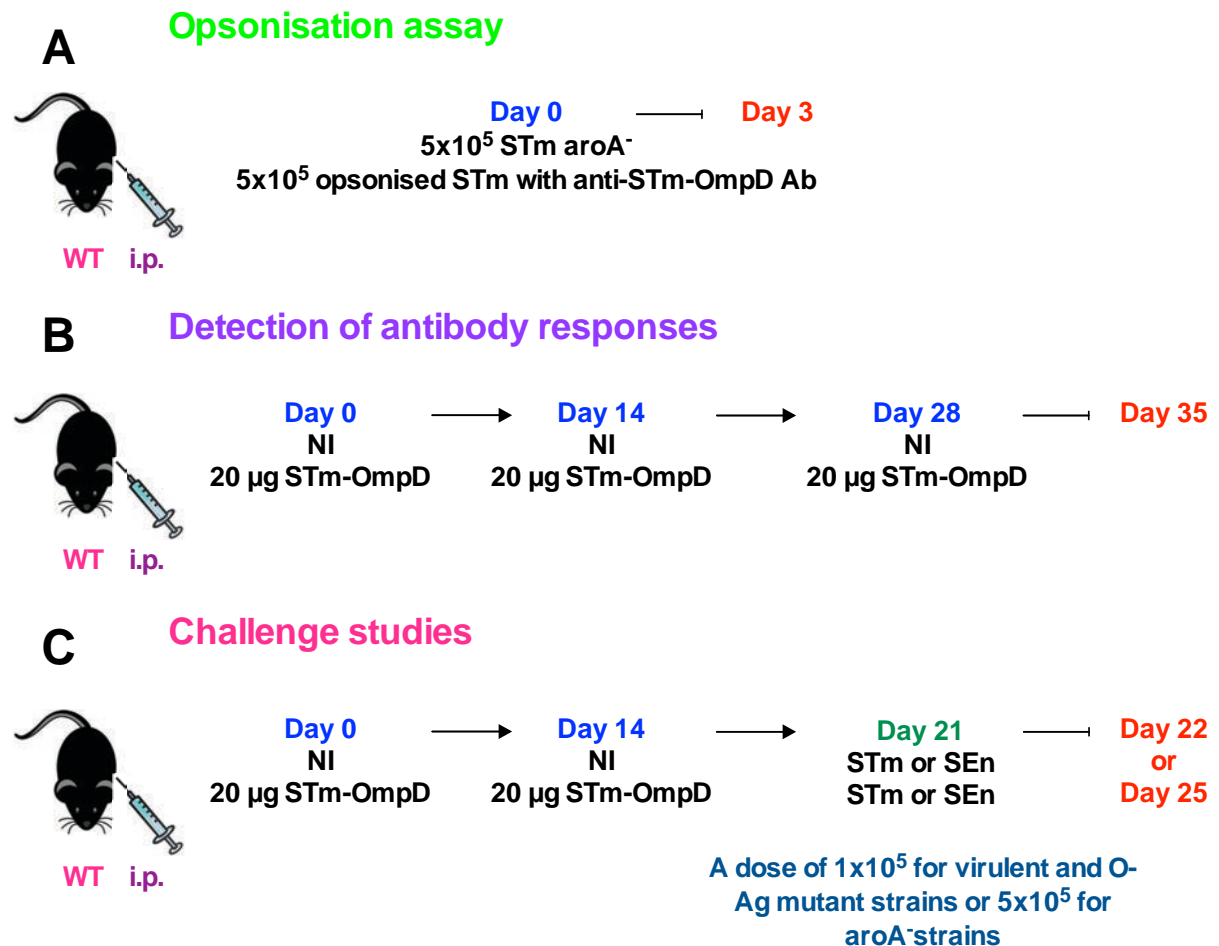 Opsonisation assay
A
Day 0 Day 3
5x10⁵ STm aroA⁻
5x10⁵ opsonised STm with anti-STm-OmpD Ab
WT i.p.
Detection of antibody responses
B
Day 0 Day 14 Day 28 Day 35
NI NI NI
20 µg STm-OmpD 20 µg STm-OmpD 20 µg STm-OmpD
WT i.p.
Challenge studies
C
Day 0 Day 14 Day 21 Day 22
NI NI STm or SEn or
20 µg STm-OmpD 20 µg STm-OmpD STm or SEn Day 25
WT i.p.
A dose of 1x10⁵ for virulent and O-
Ag mutant strains or 5x10⁵ for
aroA⁻strains